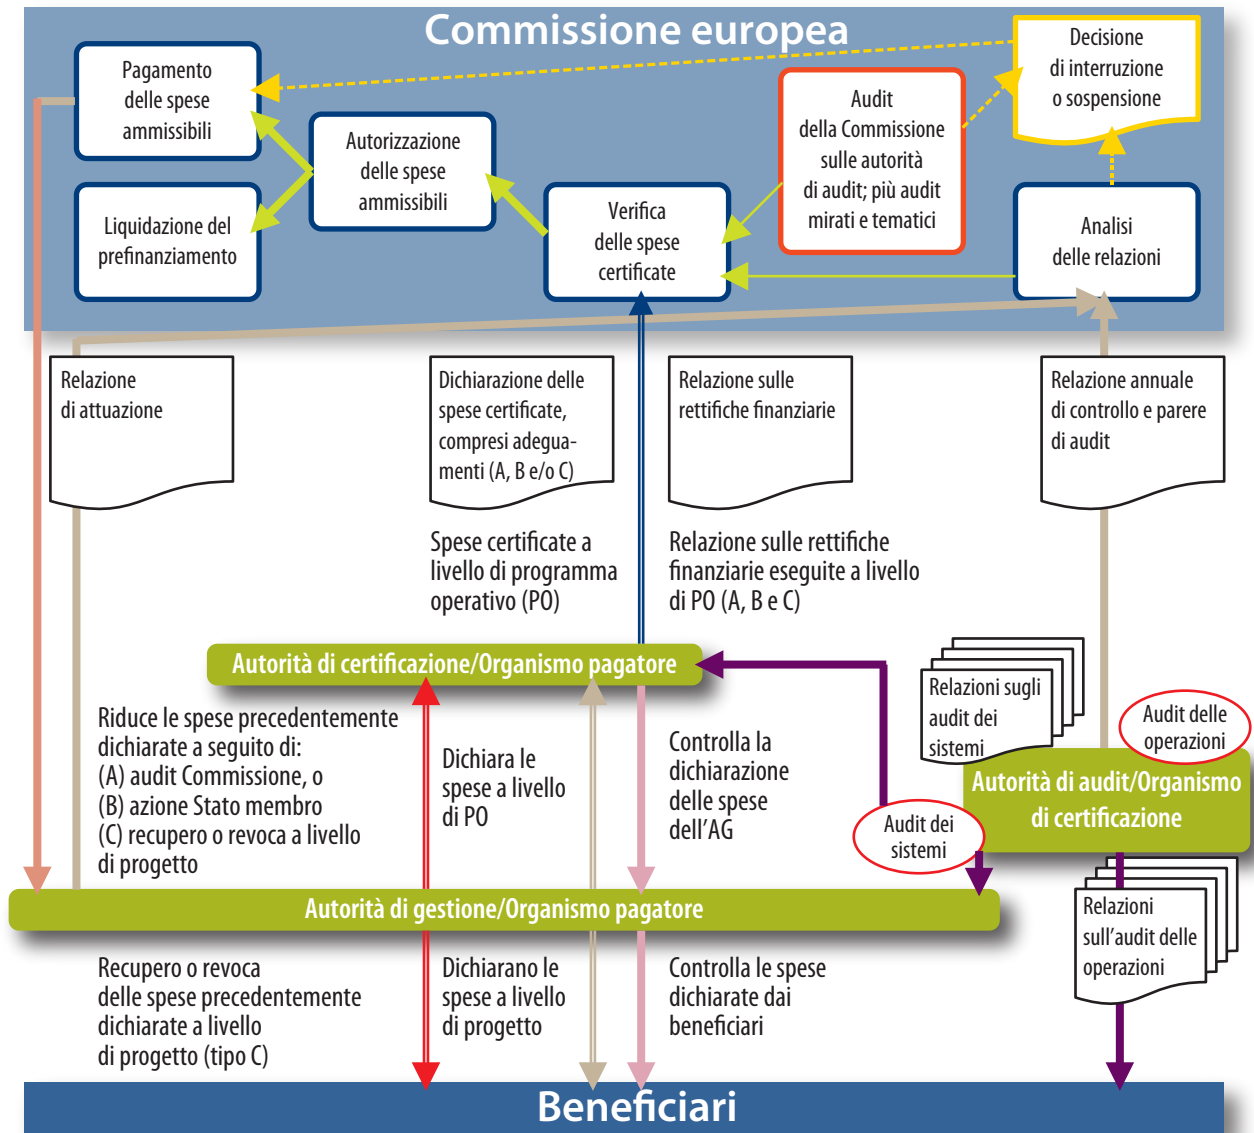 Commissione europea
Pagamento
delle spese
ammissibili
Liquidazione del
prefinanziamento
Autorizzazione
delle spese
ammissibili
Verifica
delle spese
certificate
Audit
della Commissione
sulle autorità
di audit; più audit
mirati e tematici
Decisione
di interruzione
o sospensione
Analisi
delle relazioni
Relazione
di attuazione
Dichiarazione delle
spese certificate,
compresi adegua-
menti (A, B e/o C)
Relazione sulle
rettifiche finanziarie
Relazione annuale
di controllo e parere
di audit
Spese certificate a
livello di programma
operativo (PO)
Relazione sulle rettifiche
finanziarie eseguite a livello
di PO (A, B e C)
Autorità di certificazione/Organismo pagatore
Relazioni sugli
audit dei
sistemi
Audit delle
operazioni
Autorità di audit/Organismo
di certificazione
Riduce le spese precedentemente
dichiarate a seguito di:
(A) audit Commissione, o
(B) azione Stato membro
(C) recupero o revoca a livello
di progetto
Dichiara le
spese a livello
di PO
Controlla la
dichiarazione
delle spese
dell’AG
Audit dei
sistemi
Autorità di gestione/Organismo pagatore
Relazioni
sull’audit delle
operazioni
Recupero o revoca
delle spese precedentemente
dichiarate a livello
di progetto (tipo C)
Dichiarano le
spese a livello
di progetto
Controlla le spese
dichiarate dai
beneficiari
Beneficiari